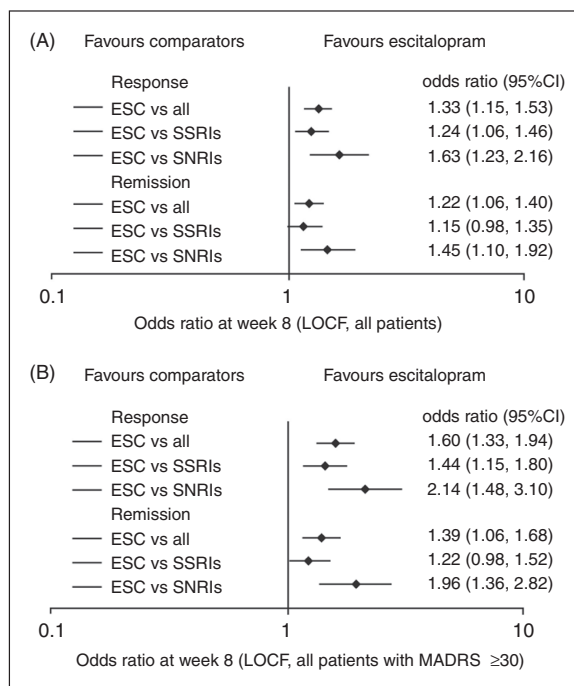 (A) Favours comparators Favours escitalopram
Response odds ratio (95%CI)
ESC vs all 1.33 (1.15, 1.53)
ESC vs SSRIs 1.24 (1.06, 1.46)
ESC vs SNRIs 1.63 (1.23, 2.16)
Remission
ESC vs all 1.22 (1.06, 1.40)
ESC vs SSRIs 1.15 (0.98, 1.35)
ESC vs SNRIs 1.45 (1.10, 1.92)
0.1 1 10
Odds ratio at week 8 (LOCF, all patients)
(B) Favours comparators Favours escitalopram
Response odds ratio (95%CI)
ESC vs all 1.60 (1.33, 1.94)
ESC vs SSRIs 1.44 (1.15, 1.80)
ESC vs SNRIs 2.14 (1.48, 3.10)
Remission
ESC vs all 1.39 (1.06, 1.68)
ESC vs SSRIs 1.22 (0.98, 1.52)
ESC vs SNRIs 1.96 (1.36, 2.82)
0.1 1 10
Odds ratio at week 8 (LOCF, all patients with MADRS ≥30)